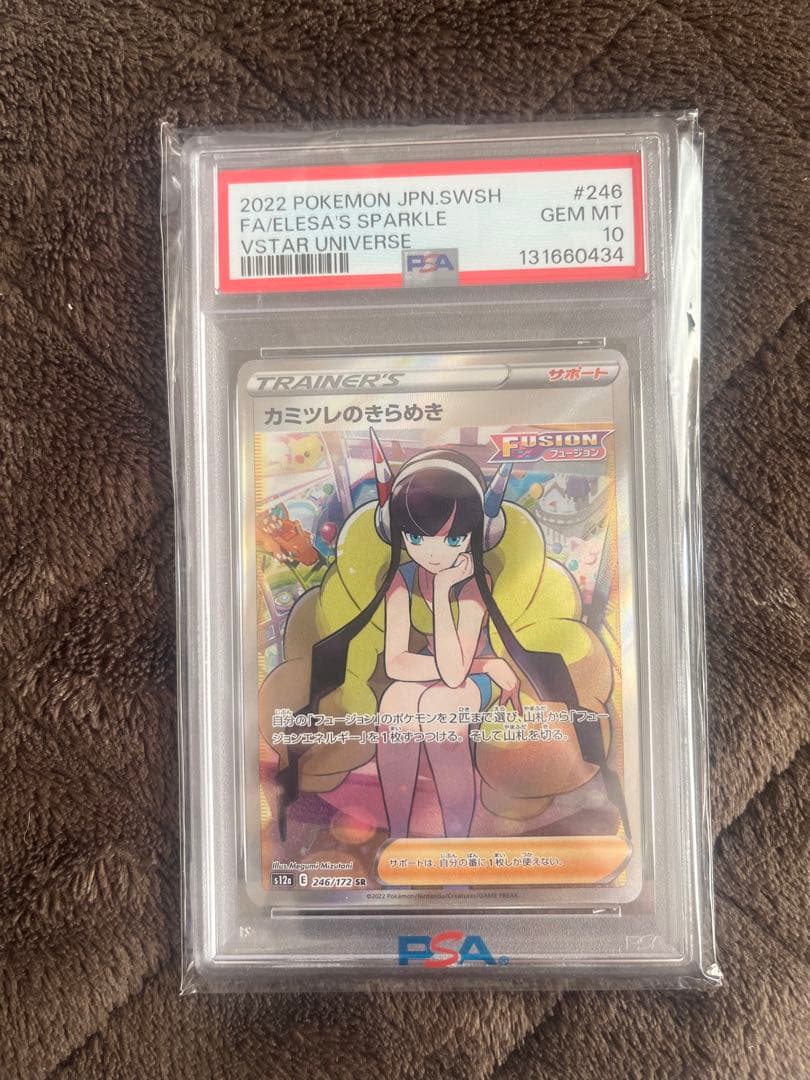 2022 POKEMON JPN.SWSH #246
FA/ELESA'S SPARKLE GEM MT
VSTAR UNIVERSE 10
PSA 131660434
TRAINER'S サポート
カミツレのきらめき
FUSION
フュージョン
自分の「フュージョン」のポケモンを2匹まで選び、山札から「フュー
ジョンエネルギー」を1枚ずつつける。そして山札を切る。
サポートは、自分の番に1枚しか使えない。
Illus. Megumi Mizutani
s12a E 246/172 SR
©2022 Pokémon/Nintendo/Creatures/GAME FREAK.
PSA®